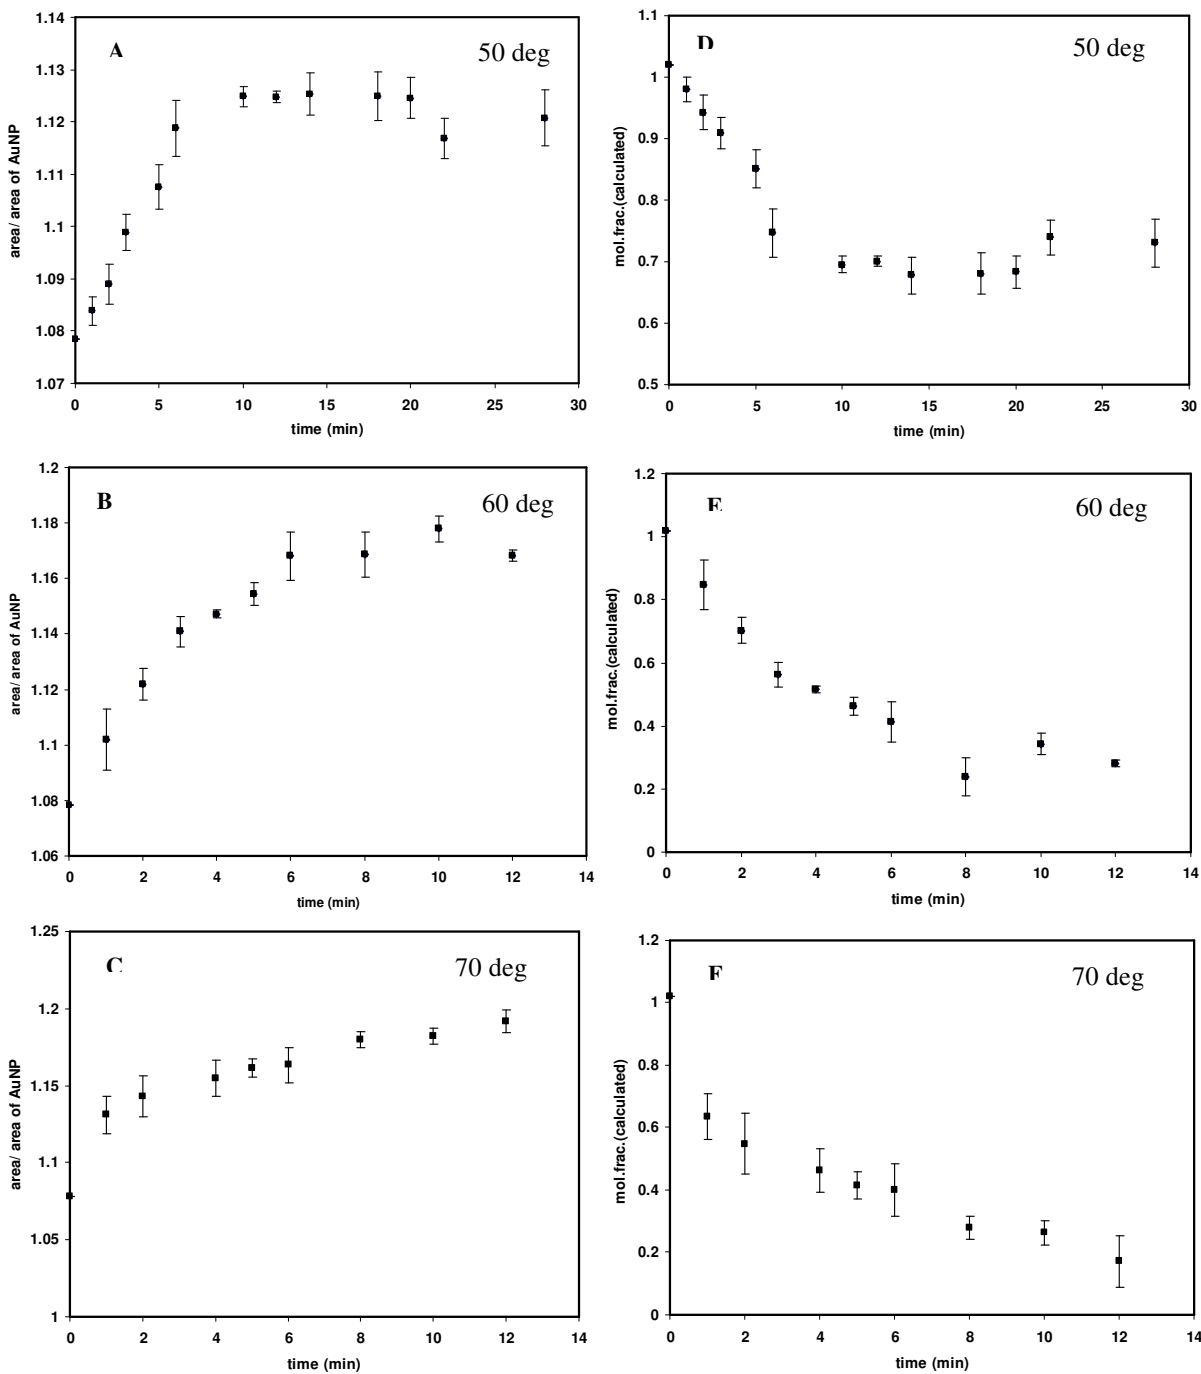 A
50 deg
1.14
1.13
1.12
1.11
1.1
1.09
1.08
1.07
area/ area of AuNP
0 5 10 15 20 25 30
time (min)
D
50 deg
1.1
1
0.9
0.8
0.7
0.6
0.5
mol.frac.(calculated)
0 5 10 15 20 25 30
time (min)
B
60 deg
1.2
1.18
1.16
1.14
1.12
1.1
1.08
1.06
area/ area of AuNP
0 2 4 6 8 10 12 14
time (min)
E
60 deg
1.2
1
0.8
0.6
0.4
0.2
0
mol.frac.(calculated)
0 2 4 6 8 10 12 14
time (min)
C
70 deg
1.25
1.2
1.15
1.1
1.05
1
area/ area of AuNP
0 2 4 6 8 10 12 14
time (min)
F
70 deg
1.2
1
0.8
0.6
0.4
0.2
0
mol.frac.(calculated)
0 2 4 6 8 10 12 14
time (min)